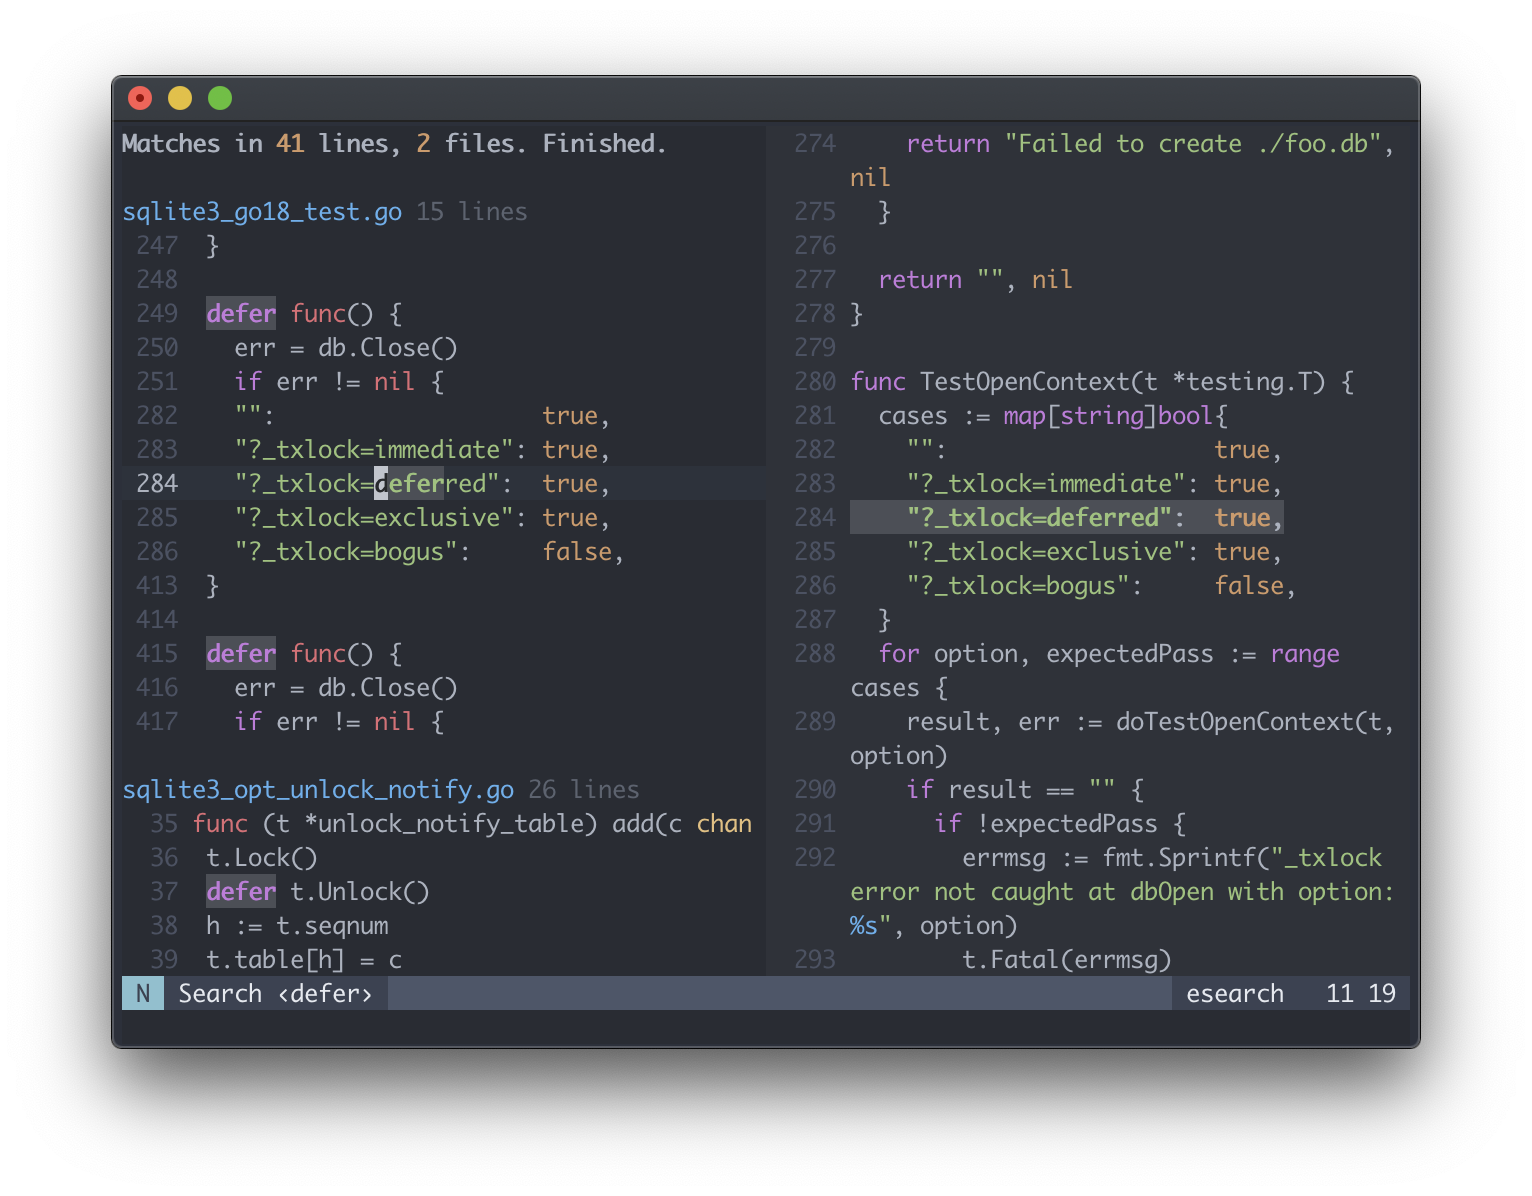 Matches in 41 lines, 2 files. Finished.
sqlite3_go18_test.go 15 lines
247 }
248
249 defer func() {
250 err = db.Close()
251 if err != nil {
282 "": true,
283 "?_txlock=immediate": true,
284 "?_txlock=deferred": true,
285 "?_txlock=exclusive": true,
286 "?_txlock=bogus": false,
413 }
414
415 defer func() {
416 err = db.Close()
417 if err != nil {
sqlite3_opt_unlock_notify.go 26 lines
35 func (t *unlock_notify_table) add(c chan
36 t.Lock()
37 defer t.Unlock()
38 h := t.seqnum
39 t.table[h] = c
274 return "Failed to create ./foo.db",
nil
275 }
276
277 return "", nil
278 }
279
280 func TestOpenContext(t *testing.T) {
281 cases := map[string]bool{
282 "": true,
283 "?_txlock=immediate": true,
284 "?_txlock=deferred": true,
285 "?_txlock=exclusive": true,
286 "?_txlock=bogus": false,
287 }
288 for option, expectedPass := range
cases {
289 result, err := doTestOpenContext(t,
option)
290 if result == "" {
291 if !expectedPass {
292 errmsg := fmt.Sprintf("_txlock
error not caught at dbOpen with option:
%s", option)
293 t.Fatal(errmsg)
N Search ‹defer› esearch 11 19